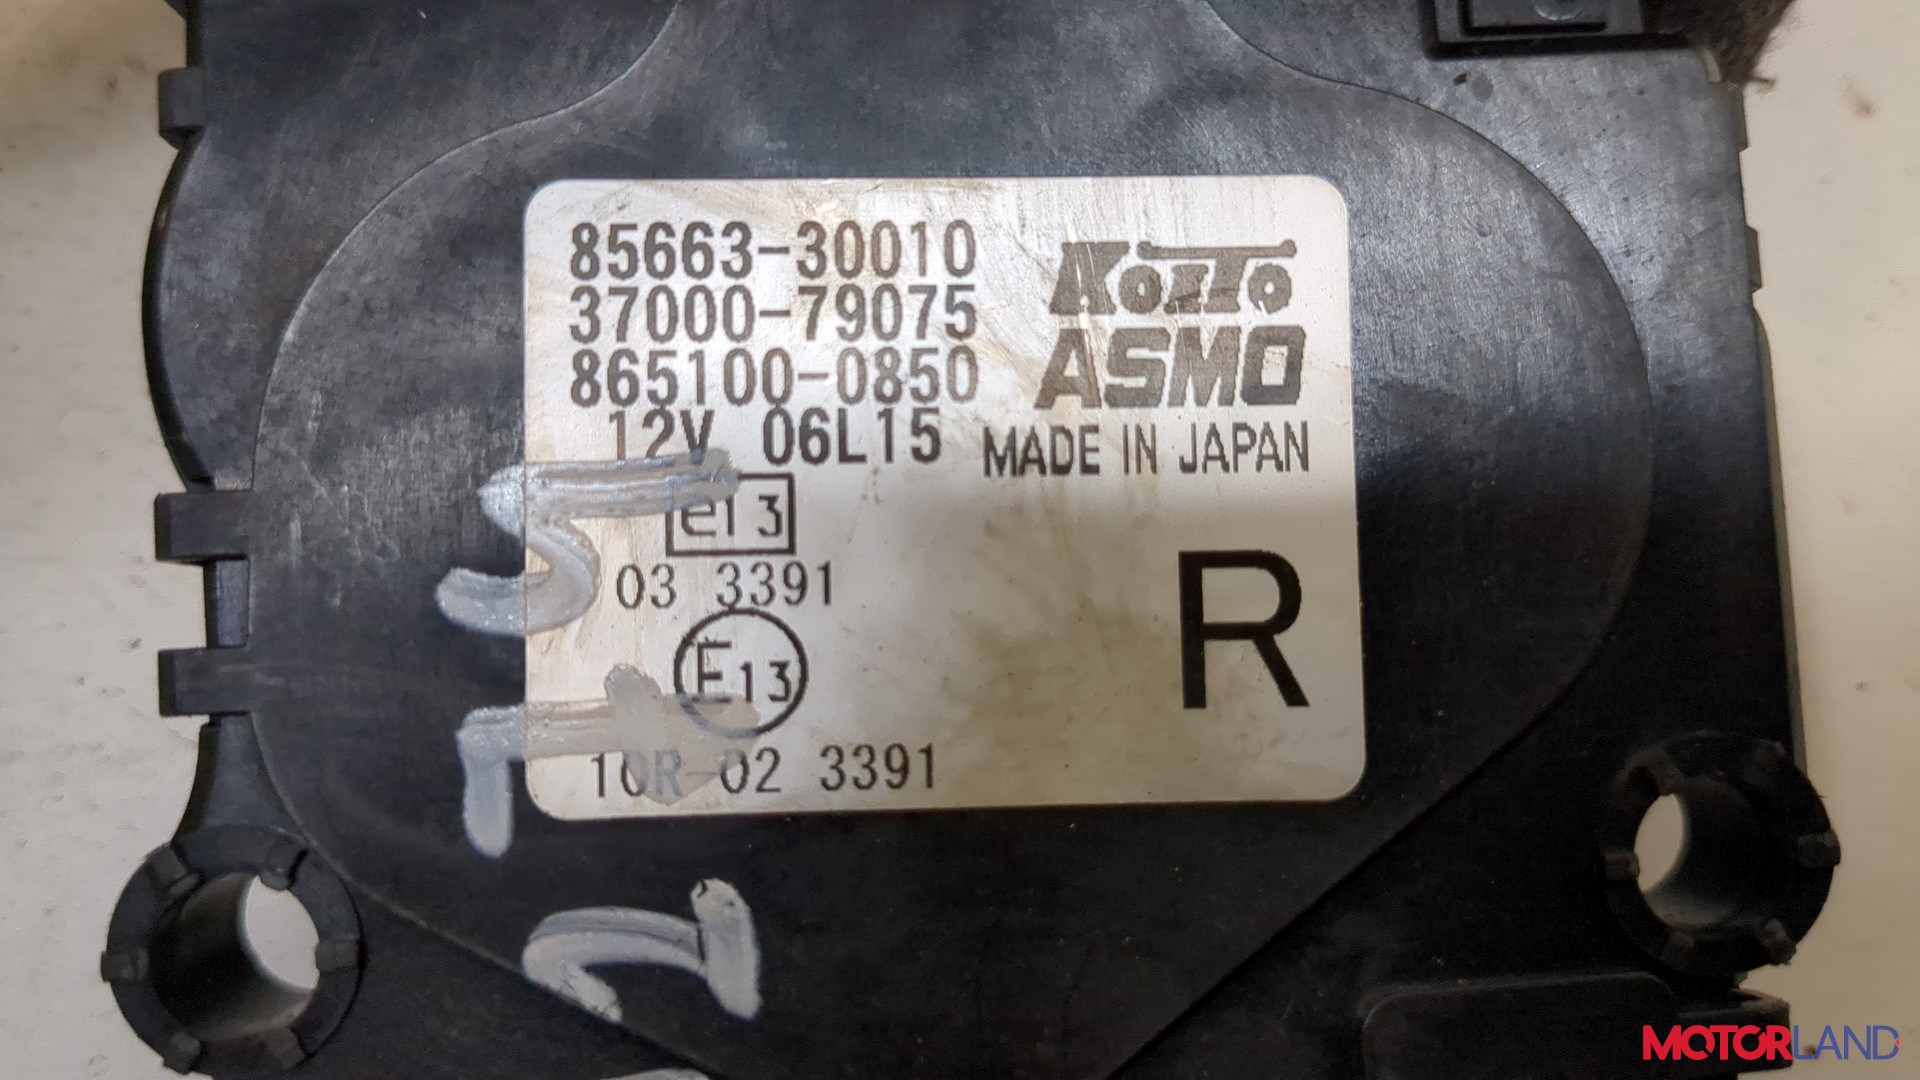 85663-30010
37000-79075
865100-0850
12V 06L15
KOITO
ASMO
MADE IN JAPAN
e13
03 3391
E13
10R-02 3391
R
MOTORLAND